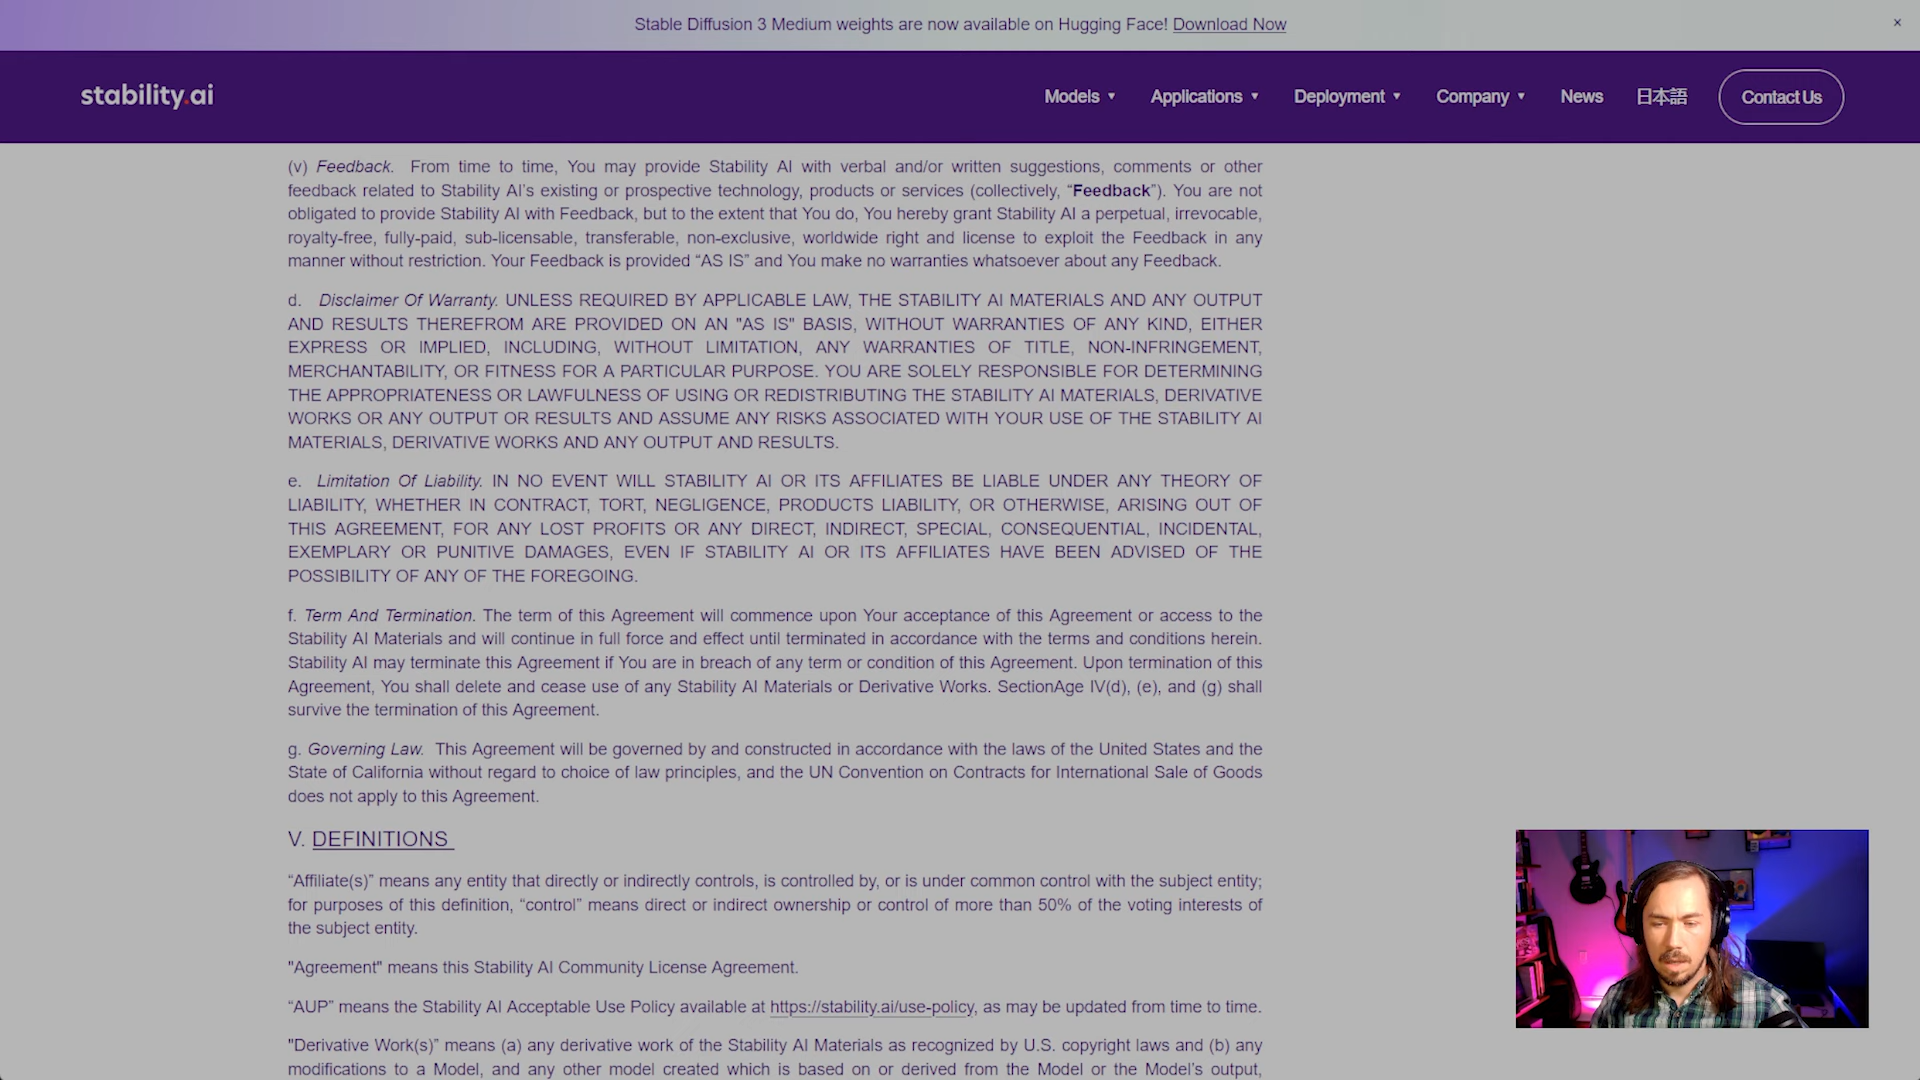 Stable Diffusion 3 Medium weights are now available on Hugging Face! Download Now
×
stability.ai
Models ▼ Applications ▼ Deployment ▼ Company ▼ News 日本語 Contact Us
(v) Feedback. From time to time, You may provide Stability AI with verbal and/or written suggestions, comments or other
feedback related to Stability AI’s existing or prospective technology, products or services (collectively, “Feedback”). You are not
obligated to provide Stability AI with Feedback, but to the extent that You do, You hereby grant Stability AI a perpetual, irrevocable,
royalty-free, fully-paid, sub-licensable, transferable, non-exclusive, worldwide right and license to exploit the Feedback in any
manner without restriction. Your Feedback is provided “AS IS” and You make no warranties whatsoever about any Feedback.
d. Disclaimer Of Warranty. UNLESS REQUIRED BY APPLICABLE LAW, THE STABILITY AI MATERIALS AND ANY OUTPUT
AND RESULTS THEREFROM ARE PROVIDED ON AN "AS IS" BASIS, WITHOUT WARRANTIES OF ANY KIND, EITHER
EXPRESS OR IMPLIED, INCLUDING, WITHOUT LIMITATION, ANY WARRANTIES OF TITLE, NON-INFRINGEMENT,
MERCHANTABILITY, OR FITNESS FOR A PARTICULAR PURPOSE. YOU ARE SOLELY RESPONSIBLE FOR DETERMINING
THE APPROPRIATENESS OR LAWFULNESS OF USING OR REDISTRIBUTING THE STABILITY AI MATERIALS, DERIVATIVE
WORKS OR ANY OUTPUT OR RESULTS AND ASSUME ANY RISKS ASSOCIATED WITH YOUR USE OF THE STABILITY AI
MATERIALS, DERIVATIVE WORKS AND ANY OUTPUT AND RESULTS.
e. Limitation Of Liability. IN NO EVENT WILL STABILITY AI OR ITS AFFILIATES BE LIABLE UNDER ANY THEORY OF
LIABILITY, WHETHER IN CONTRACT, TORT, NEGLIGENCE, PRODUCTS LIABILITY, OR OTHERWISE, ARISING OUT OF
THIS AGREEMENT, FOR ANY LOST PROFITS OR ANY DIRECT, INDIRECT, SPECIAL, CONSEQUENTIAL, INCIDENTAL,
EXEMPLARY OR PUNITIVE DAMAGES, EVEN IF STABILITY AI OR ITS AFFILIATES HAVE BEEN ADVISED OF THE
POSSIBILITY OF ANY OF THE FOREGOING.
f. Term And Termination. The term of this Agreement will commence upon Your acceptance of this Agreement or access to the
Stability AI Materials and will continue in full force and effect until terminated in accordance with the terms and conditions herein.
Stability AI may terminate this Agreement if You are in breach of any term or condition of this Agreement. Upon termination of this
Agreement, You shall delete and cease use of any Stability AI Materials or Derivative Works. SectionAge IV(d), (e), and (g) shall
survive the termination of this Agreement.
g. Governing Law. This Agreement will be governed by and constructed in accordance with the laws of the United States and the
State of California without regard to choice of law principles, and the UN Convention on Contracts for International Sale of Goods
does not apply to this Agreement.
V. DEFINITIONS
“Affiliate(s)” means any entity that directly or indirectly controls, is controlled by, or is under common control with the subject entity;
for purposes of this definition, “control” means direct or indirect ownership or control of more than 50% of the voting interests of
the subject entity.
"Agreement" means this Stability AI Community License Agreement.
“AUP” means the Stability AI Acceptable Use Policy available at https://stability.ai/use-policy, as may be updated from time to time.
"Derivative Work(s)” means (a) any derivative work of the Stability AI Materials as recognized by U.S. copyright laws and (b) any
modifications to a Model, and any other model created which is based on or derived from the Model or the Model’s output,